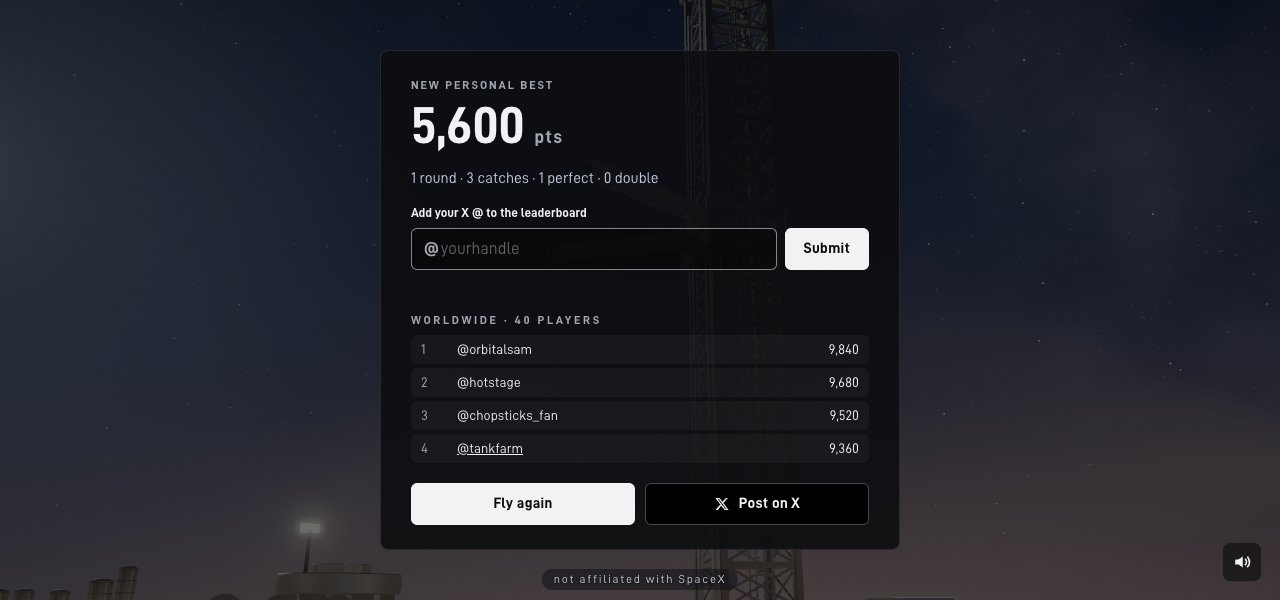 NEW PERSONAL BEST
5,600 pts
1 round · 3 catches · 1 perfect · 0 double
Add your X @ to the leaderboard
@yourhandle
Submit
WORLDWIDE · 40 PLAYERS
1 @orbitalsam 9,840
2 @hotstage 9,680
3 @chopsticks_fan 9,520
4 @tankfarm 9,360
Fly again
Post on X
not affiliated with SpaceX